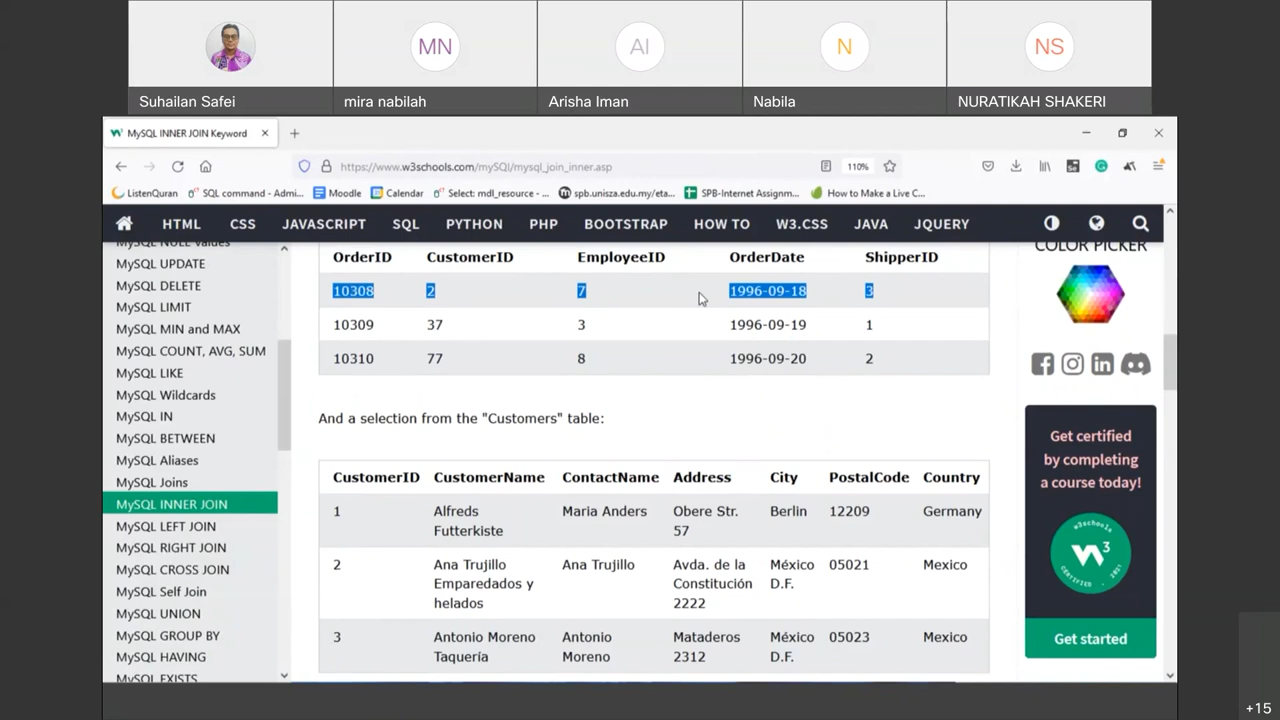 MN
AI
N
NS
Suhailan Safei
mira nabilah
Arisha Iman
Nabila
NURATIKAH SHAKERI
MySQL INNER JOIN Keyword
https://www.w3schools.com/mySQl/mysql_join_inner.asp
110%
ListenQuran
SQL command - Admi...
Moodle
Calendar
Select: mdl_resource - ...
spb.unisza.edu.my/eta...
SPB-Internet Assignm...
How to Make a Live C...
HTML
CSS
JAVASCRIPT
SQL
PYTHON
PHP
BOOTSTRAP
HOW TO
W3.CSS
JAVA
JQUERY
MySQL NULL Values
MySQL UPDATE
MySQL DELETE
MySQL LIMIT
MySQL MIN and MAX
MySQL COUNT, AVG, SUM
MySQL LIKE
MySQL Wildcards
MySQL IN
MySQL BETWEEN
MySQL Aliases
MySQL Joins
MySQL INNER JOIN
MySQL LEFT JOIN
MySQL RIGHT JOIN
MySQL CROSS JOIN
MySQL Self Join
MySQL UNION
MySQL GROUP BY
MySQL HAVING
MySQL EXISTS
OrderID CustomerID EmployeeID OrderDate ShipperID
10308 2 7 1996-09-18 3
10309 37 3 1996-09-19 1
10310 77 8 1996-09-20 2
And a selection from the "Customers" table:
CustomerID CustomerName ContactName Address City PostalCode Country
1 Alfreds Maria Anders Obere Str. Berlin 12209 Germany
Futterkiste 57
2 Ana Trujillo Ana Trujillo Avda. de la México 05021 Mexico
Emparedados y Constitución D.F.
helados 2222
3 Antonio Moreno Antonio Mataderos México 05023 Mexico
Taquería Moreno 2312 D.F.
COLOR PICKER
Get certified
by completing
a course today!
w3schools
3
CERTIFIED . 2021
Get started
+15